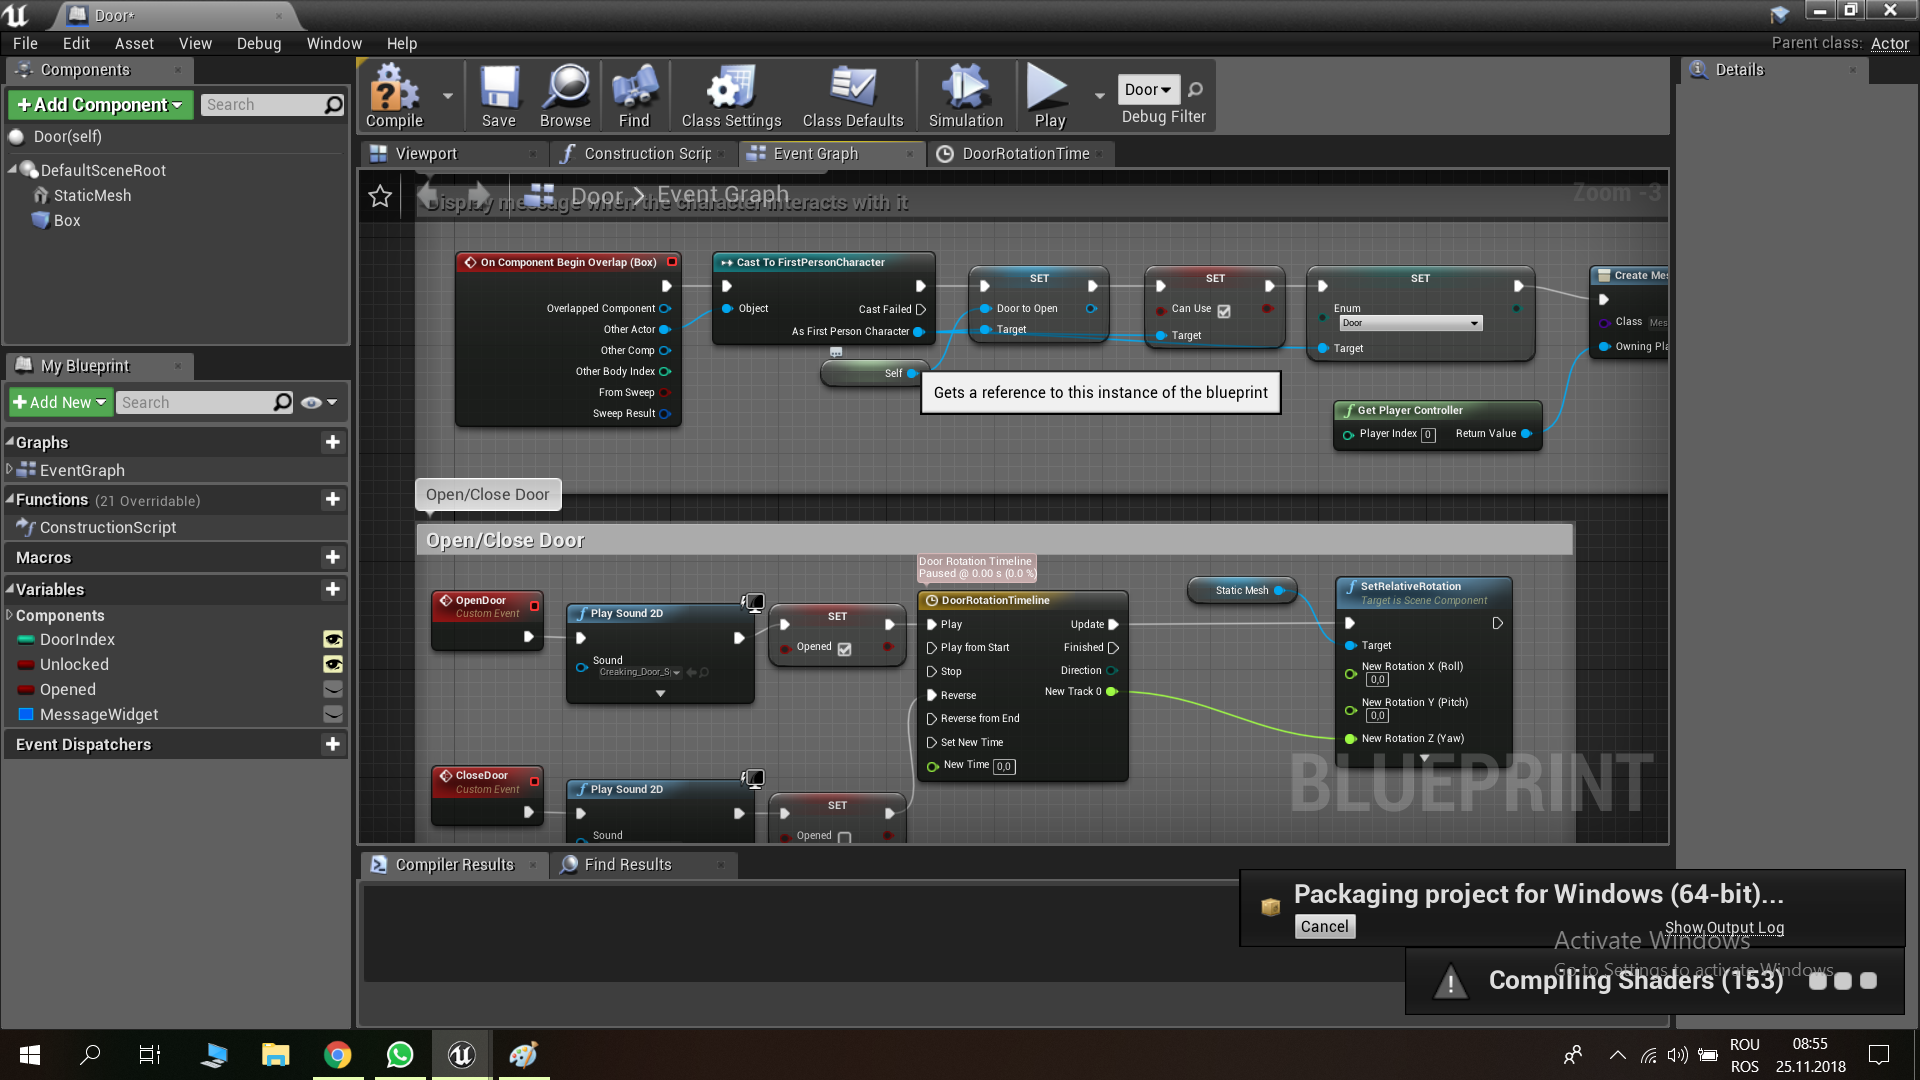 Door*
File Edit Asset View Debug Window Help
Parent class: Actor
Components
Add Component
Search
Door(self)
DefaultSceneRoot
StaticMesh
Box
My Blueprint
Add New
Search
Graphs
EventGraph
Functions (21 Overridable)
ConstructionScript
Macros
Variables
Components
DoorIndex
Unlocked
Opened
MessageWidget
Event Dispatchers
Compile
Save
Browse
Find
Class Settings
Class Defaults
Simulation
Play
Door
Debug Filter
Viewport
Construction Scrip
Event Graph
DoorRotationTime
Door > Event Graph
Zoom -3
Display message when the character interacts with it
On Component Begin Overlap (Box)
Overlapped Component
Other Actor
Other Comp
Other Body Index
From Sweep
Sweep Result
Cast To FirstPersonCharacter
Object
Cast Failed
As First Person Character
Self
SET
Door to Open
Target
SET
Can Use
Target
SET
Enum
Door
Target
Create Mes
Class Mes
Owning Pla
Gets a reference to this instance of the blueprint
Get Player Controller
Player Index 0
Return Value
Open/Close Door
Open/Close Door
OpenDoor
Custom Event
Play Sound 2D
Sound
Creaking_Door_S
SET
Opened
Door Rotation Timeline
Paused @ 0.00 s (0.0 %)
DoorRotationTimeline
Play
Play from Start
Stop
Reverse
Reverse from End
Set New Time
New Time 0,0
Update
Finished
Direction
New Track 0
Static Mesh
SetRelativeRotation
Target is Scene Component
Target
New Rotation X (Roll)
0,0
New Rotation Y (Pitch)
0,0
New Rotation Z (Yaw)
CloseDoor
Custom Event
Play Sound 2D
Sound
SET
Opened
BLUEPRINT
Compiler Results
Find Results
Details
Packaging project for Windows (64-bit)...
Cancel
Show Output Log
Activate Windows
Go to Settings to activate Windows.
Compiling Shaders (153)
ROU
ROS
08:55
25.11.2018